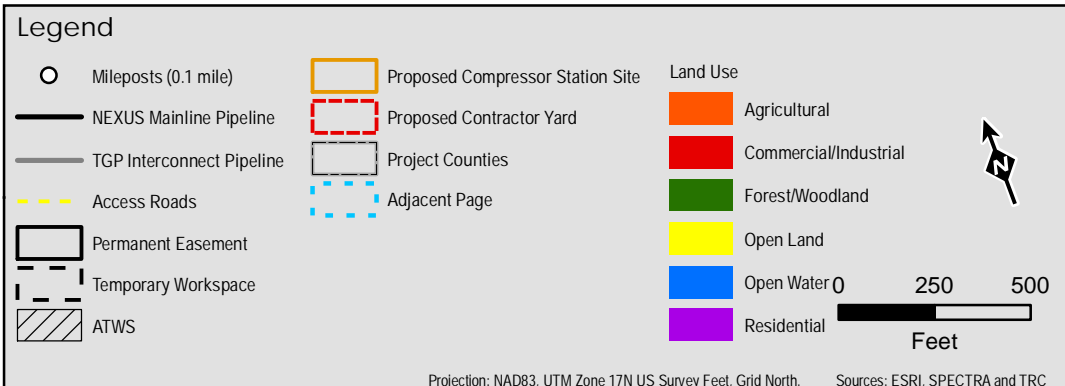 Legend
Mileposts (0.1 mile)
NEXUS Mainline Pipeline
TGP Interconnect Pipeline
Access Roads
Permanent Easement
Temporary Workspace
ATWS
Proposed Compressor Station Site
Proposed Contractor Yard
Project Counties
Adjacent Page
Land Use
Agricultural
Commercial/Industrial
Forest/Woodland
Open Land
Open Water
Residential
N
0 250 500
Feet
Projection: NAD83, UTM Zone 17N US Survey Feet, Grid North. Sources: ESRI, SPECTRA and TRC